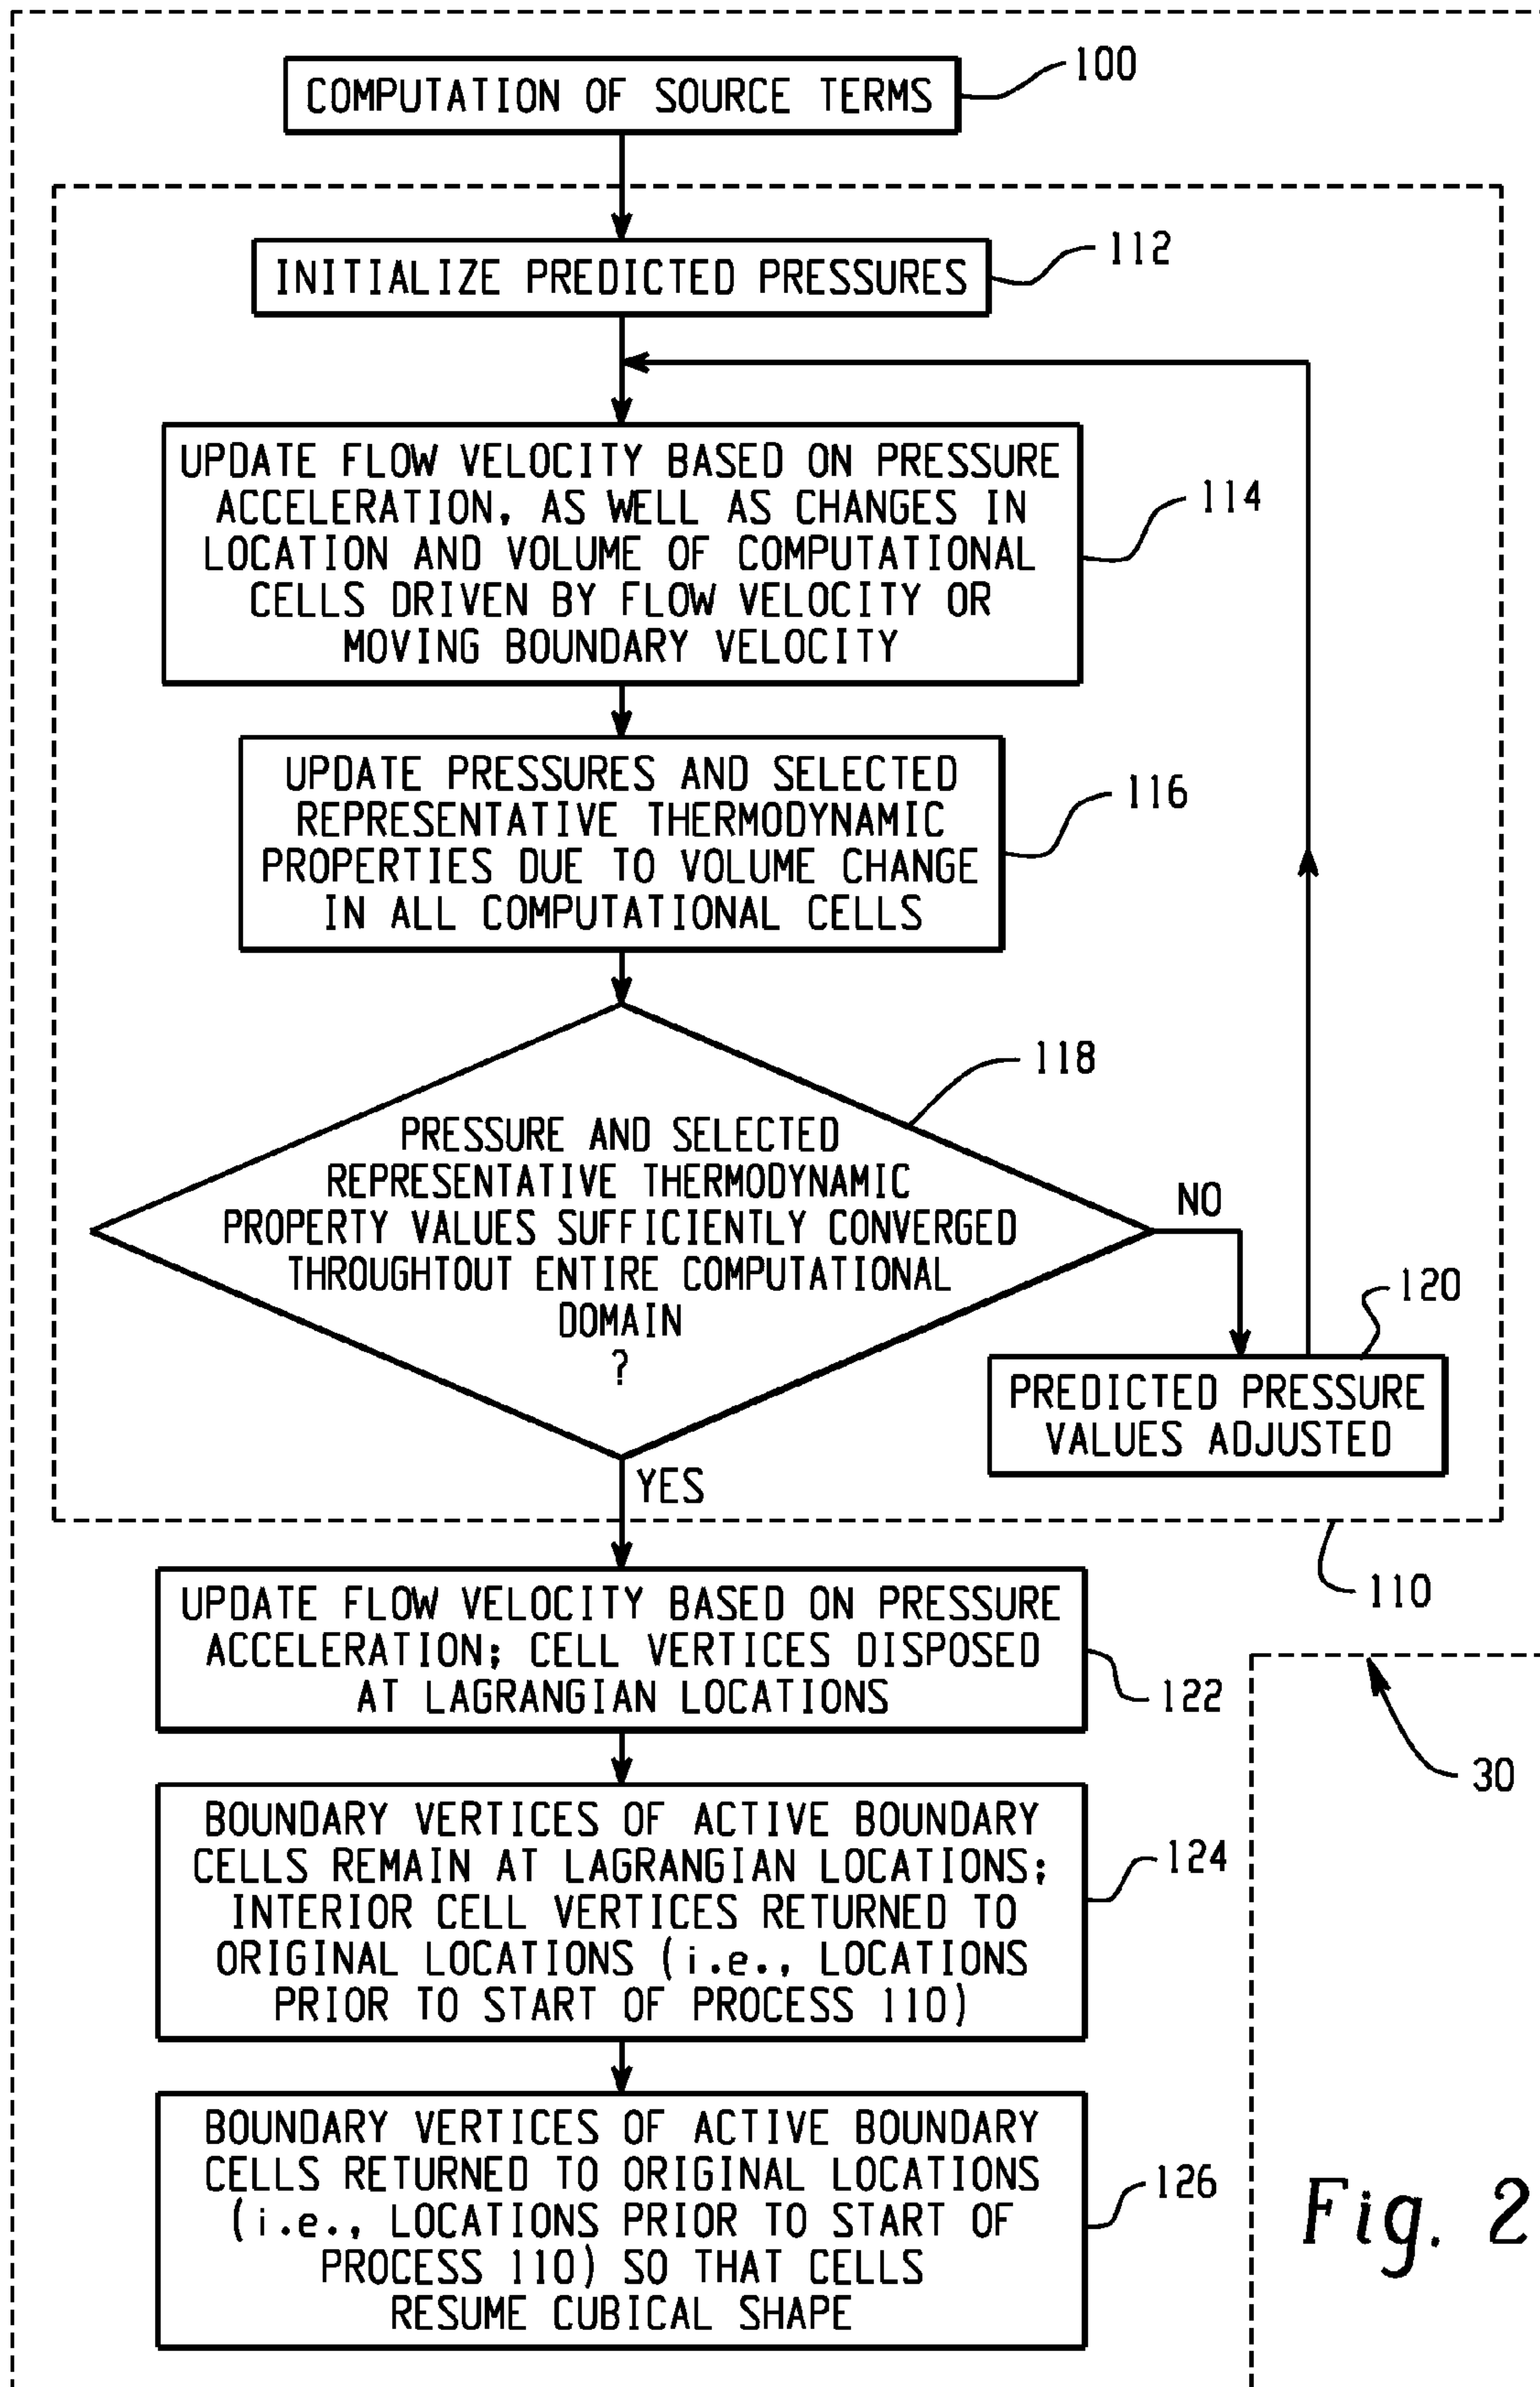 COMPUTATION OF SOURCE TERMS
100
INITIALIZE PREDICTED PRESSURES
112
UPDATE FLOW VELOCITY BASED ON PRESSURE
ACCELERATION, AS WELL AS CHANGES IN
LOCATION AND VOLUME OF COMPUTATIONAL
CELLS DRIVEN BY FLOW VELOCITY OR
MOVING BOUNDARY VELOCITY
114
UPDATE PRESSURES AND SELECTED
REPRESENTATIVE THERMODYNAMIC
PROPERTIES DUE TO VOLUME CHANGE
IN ALL COMPUTATIONAL CELLS
116
118
PRESSURE AND SELECTED
REPRESENTATIVE THERMODYNAMIC
PROPERTY VALUES SUFFICIENTLY CONVERGED
THROUGHTOUT ENTIRE COMPUTATIONAL
DOMAIN
?
NO
120
PREDICTED PRESSURE
VALUES ADJUSTED
YES
110
UPDATE FLOW VELOCITY BASED ON PRESSURE
ACCELERATION; CELL VERTICES DISPOSED
AT LAGRANGIAN LOCATIONS
122
30
BOUNDARY VERTICES OF ACTIVE BOUNDARY
CELLS REMAIN AT LAGRANGIAN LOCATIONS;
INTERIOR CELL VERTICES RETURNED TO
ORIGINAL LOCATIONS (i.e., LOCATIONS
PRIOR TO START OF PROCESS 110)
124
BOUNDARY VERTICES OF ACTIVE BOUNDARY
CELLS RETURNED TO ORIGINAL LOCATIONS
(i.e., LOCATIONS PRIOR TO START OF
PROCESS 110) SO THAT CELLS
RESUME CUBICAL SHAPE
126
Fig. 2